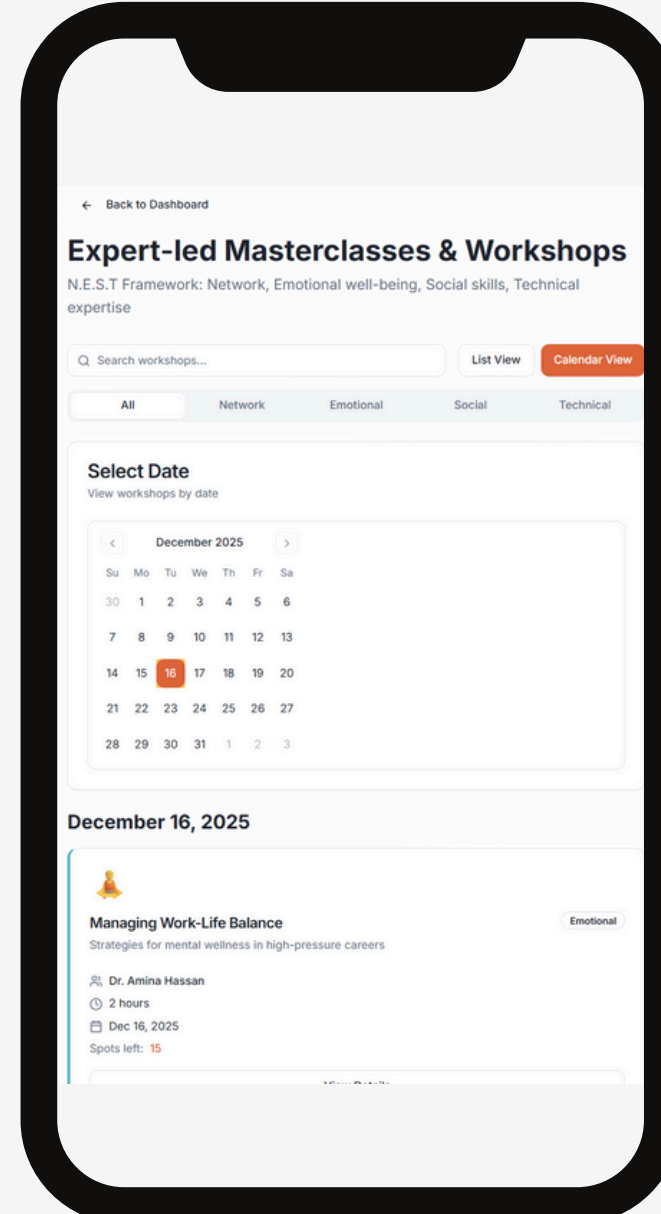 Back to Dashboard
Expert-led Masterclasses & Workshops
N.E.S.T Framework: Network, Emotional well-being, Social skills, Technical
expertise
Search workshops... List View Calendar View
All Network Emotional Social Technical
Select Date
View workshops by date
December 2025
Su Mo Tu We Th Fr Sa
30 1 2 3 4 5 6
7 8 9 10 11 12 13
14 15 16 17 18 19 20
21 22 23 24 25 26 27
28 29 30 31 1 2 3
December 16, 2025
Managing Work-Life Balance Emotional
Strategies for mental wellness in high-pressure careers
Dr. Amina Hassan
2 hours
Dec 16, 2025
Spots left: 15
View Details